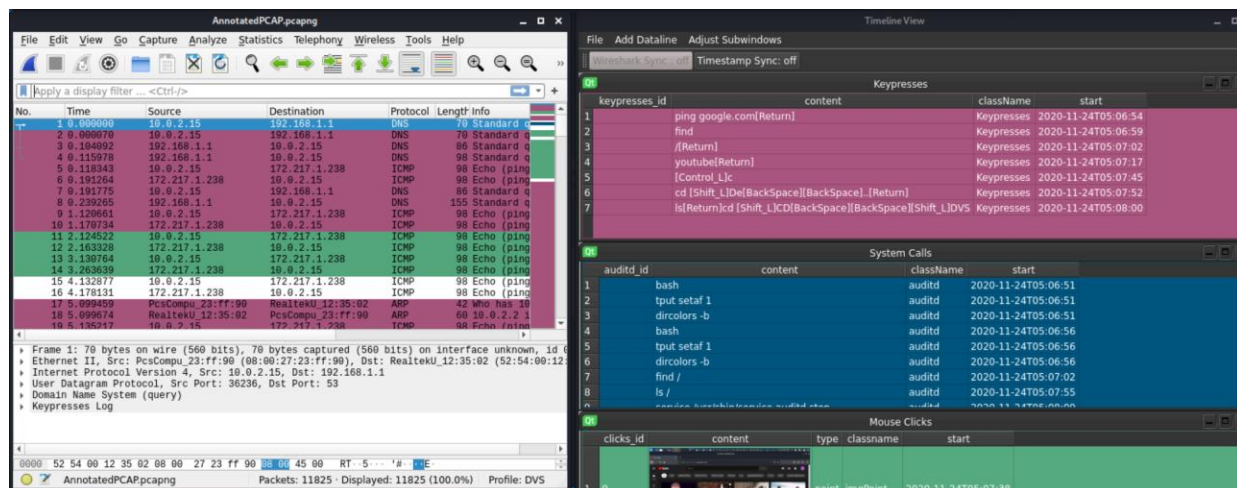 AnnotatedPCAP.pcapng
File Edit View Go Capture Analyze Statistics Telephony Wireless Tools Help
Apply a display filter ... <Ctrl-/>
No. Time Source Destination Protocol Length Info
1 0.000000 10.0.2.15 192.168.1.1 DNS 70 Standard q
2 0.000070 10.0.2.15 192.168.1.1 DNS 70 Standard q
3 0.104092 192.168.1.1 10.0.2.15 DNS 86 Standard q
4 0.115978 192.168.1.1 10.0.2.15 DNS 98 Standard q
5 0.118343 10.0.2.15 172.217.1.238 ICMP 98 Echo (ping
6 0.191264 172.217.1.238 10.0.2.15 ICMP 98 Echo (ping
7 0.191775 10.0.2.15 192.168.1.1 DNS 86 Standard q
8 0.239265 192.168.1.1 10.0.2.15 DNS 155 Standard q
9 1.120661 10.0.2.15 172.217.1.238 ICMP 98 Echo (ping
10 1.170734 172.217.1.238 10.0.2.15 ICMP 98 Echo (ping
11 2.124522 10.0.2.15 172.217.1.238 ICMP 98 Echo (ping
12 2.163328 172.217.1.238 10.0.2.15 ICMP 98 Echo (ping
13 3.130764 10.0.2.15 172.217.1.238 ICMP 98 Echo (ping
14 3.263639 172.217.1.238 10.0.2.15 ICMP 98 Echo (ping
15 4.132877 10.0.2.15 172.217.1.238 ICMP 98 Echo (ping
16 4.178131 172.217.1.238 10.0.2.15 ICMP 98 Echo (ping
17 5.099459 PcsCompu_23:ff:90 RealtekU_12:35:02 ARP 42 Who has 10
18 5.099674 RealtekU_12:35:02 PcsCompu_23:ff:90 ARP 60 10.0.2.2 i
19 5.135217 10.0.2.15 172.217.1.238 ICMP 98 Echo (ping
Frame 1: 70 bytes on wire (560 bits), 70 bytes captured (560 bits) on interface unknown, id 0
Ethernet II, Src: PcsCompu_23:ff:90 (08:00:27:23:ff:90), Dst: RealtekU_12:35:02 (52:54:00:12:
Internet Protocol Version 4, Src: 10.0.2.15, Dst: 192.168.1.1
User Datagram Protocol, Src Port: 36236, Dst Port: 53
Domain Name System (query)
Keypresses Log
0000 52 54 00 12 35 02 08 00 27 23 ff 90 08 00 45 00 RT··5··· '#····E·
AnnotatedPCAP.pcapng Packets: 11825 · Displayed: 11825 (100.0%) Profile: DVS
Timeline View
File Add Dataline Adjust Subwindows
Wireshark Sync: off Timestamp Sync: off
Qt Keypresses
keypresses_id content className start
1 ping google.com[Return] Keypresses 2020-11-24T05:06:54
2 find Keypresses 2020-11-24T05:06:59
3 /[Return] Keypresses 2020-11-24T05:07:02
4 youtube[Return] Keypresses 2020-11-24T05:07:17
5 [Control_L]c Keypresses 2020-11-24T05:07:45
6 cd [Shift_L]De[BackSpace][BackSpace]..[Return] Keypresses 2020-11-24T05:07:52
7 ls[Return]cd [Shift_L]CD[BackSpace][BackSpace][Shift_L]DVS Keypresses 2020-11-24T05:08:00
Qt System Calls
auditd_id content className start
1 bash auditd 2020-11-24T05:06:51
2 tput setaf 1 auditd 2020-11-24T05:06:51
3 dircolors -b auditd 2020-11-24T05:06:51
4 bash auditd 2020-11-24T05:06:56
5 tput setaf 1 auditd 2020-11-24T05:06:56
6 dircolors -b auditd 2020-11-24T05:06:56
7 find / auditd 2020-11-24T05:07:02
8 ls / auditd 2020-11-24T05:07:55
Qt Mouse Clicks
clicks_id content type classname start